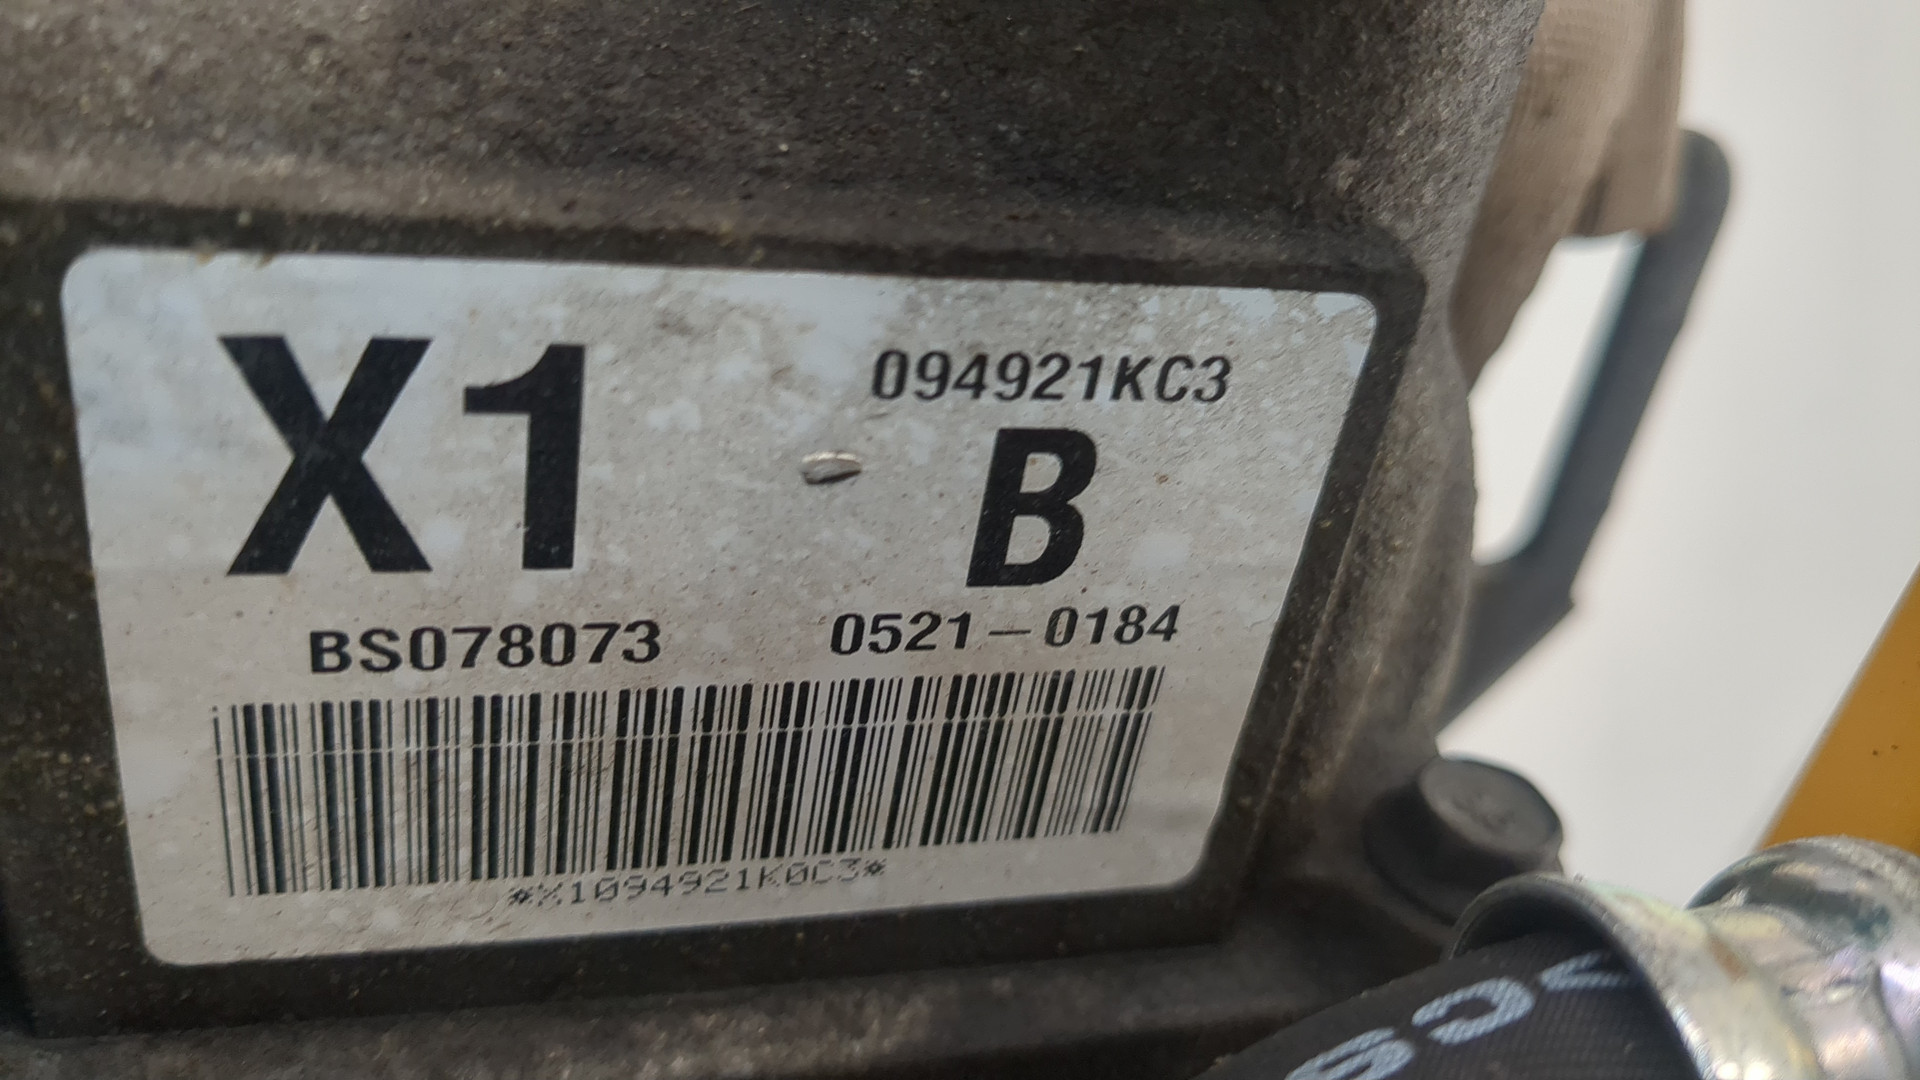 094921KC3
X1 - B
BS078073 0521-0184
*X1094921K0C3*